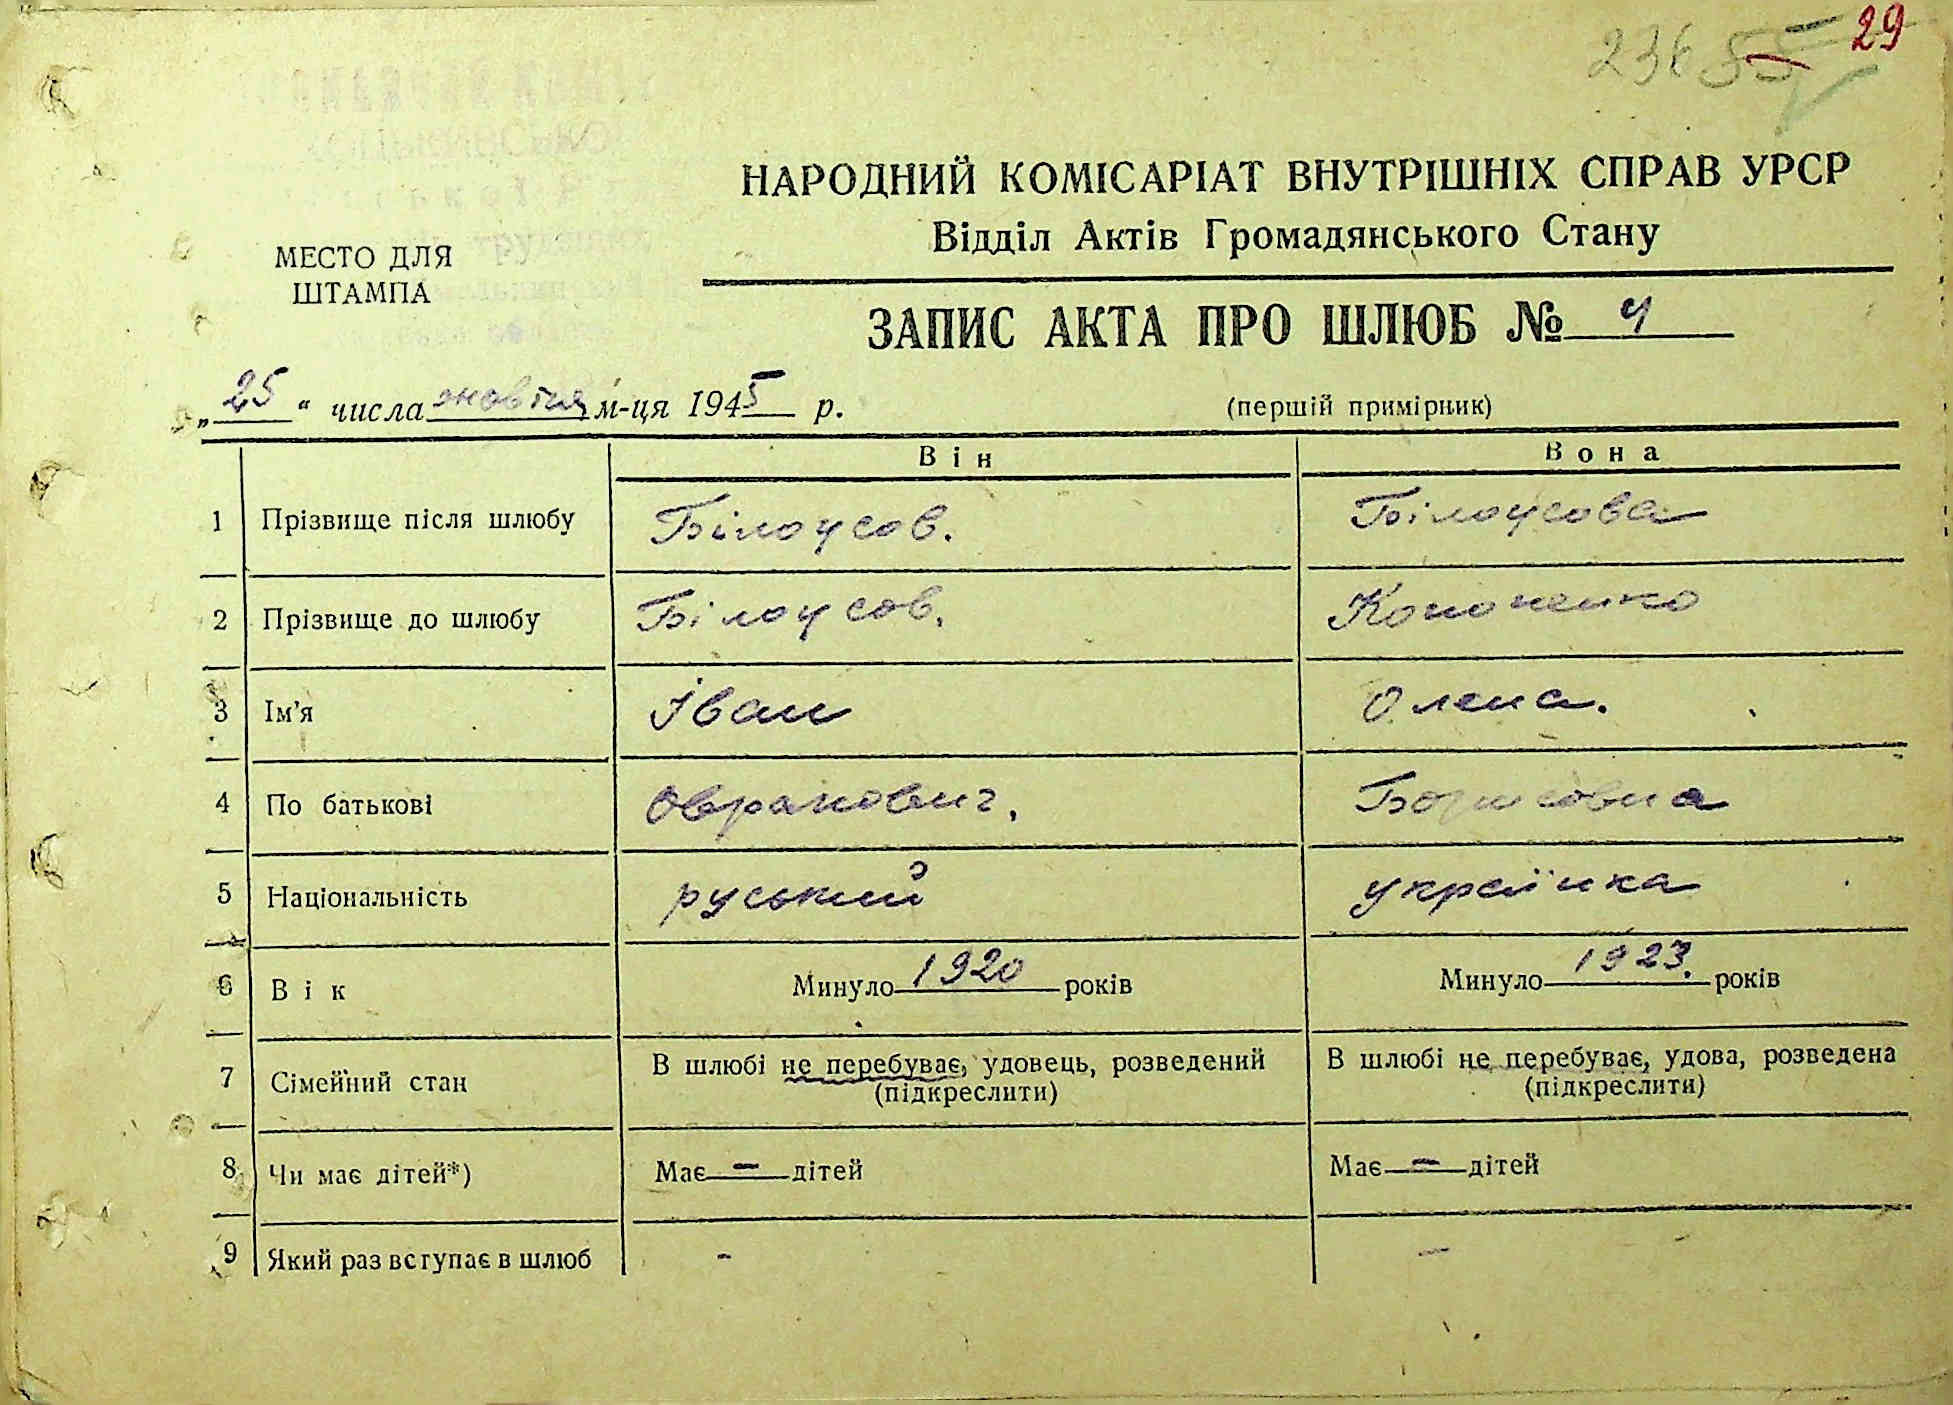 29
НАРОДНИЙ КОМІСАРІАТ ВНУТРІШНІХ СПРАВ УРСР
Відділ Актів Громадянського Стану
МЕСТО ДЛЯ
ШТАМПА
ЗАПИС АКТА ПРО ШЛЮБ № 4
„25“ числа жовтня м-ця 1945 р.
(перший примірник)
Він Вона
1 Прізвище після шлюбу Білоусов. Білоусова
2 Прізвище до шлюбу Білоусов. Кононенко
3 Ім'я Іван Олена.
4 По батькові Борисовна
5 Національність руський українка
6 Вік Минуло 1920 років Минуло 1923. років
7 Сімейний стан В шлюбі не перебуває, удовець, розведений В шлюбі не перебуває, удова, розведена
(підкреслити) (підкреслити)
8 Чи має дітей*) Має — дітей Має — дітей
9 Який раз вступає в шлюб - -